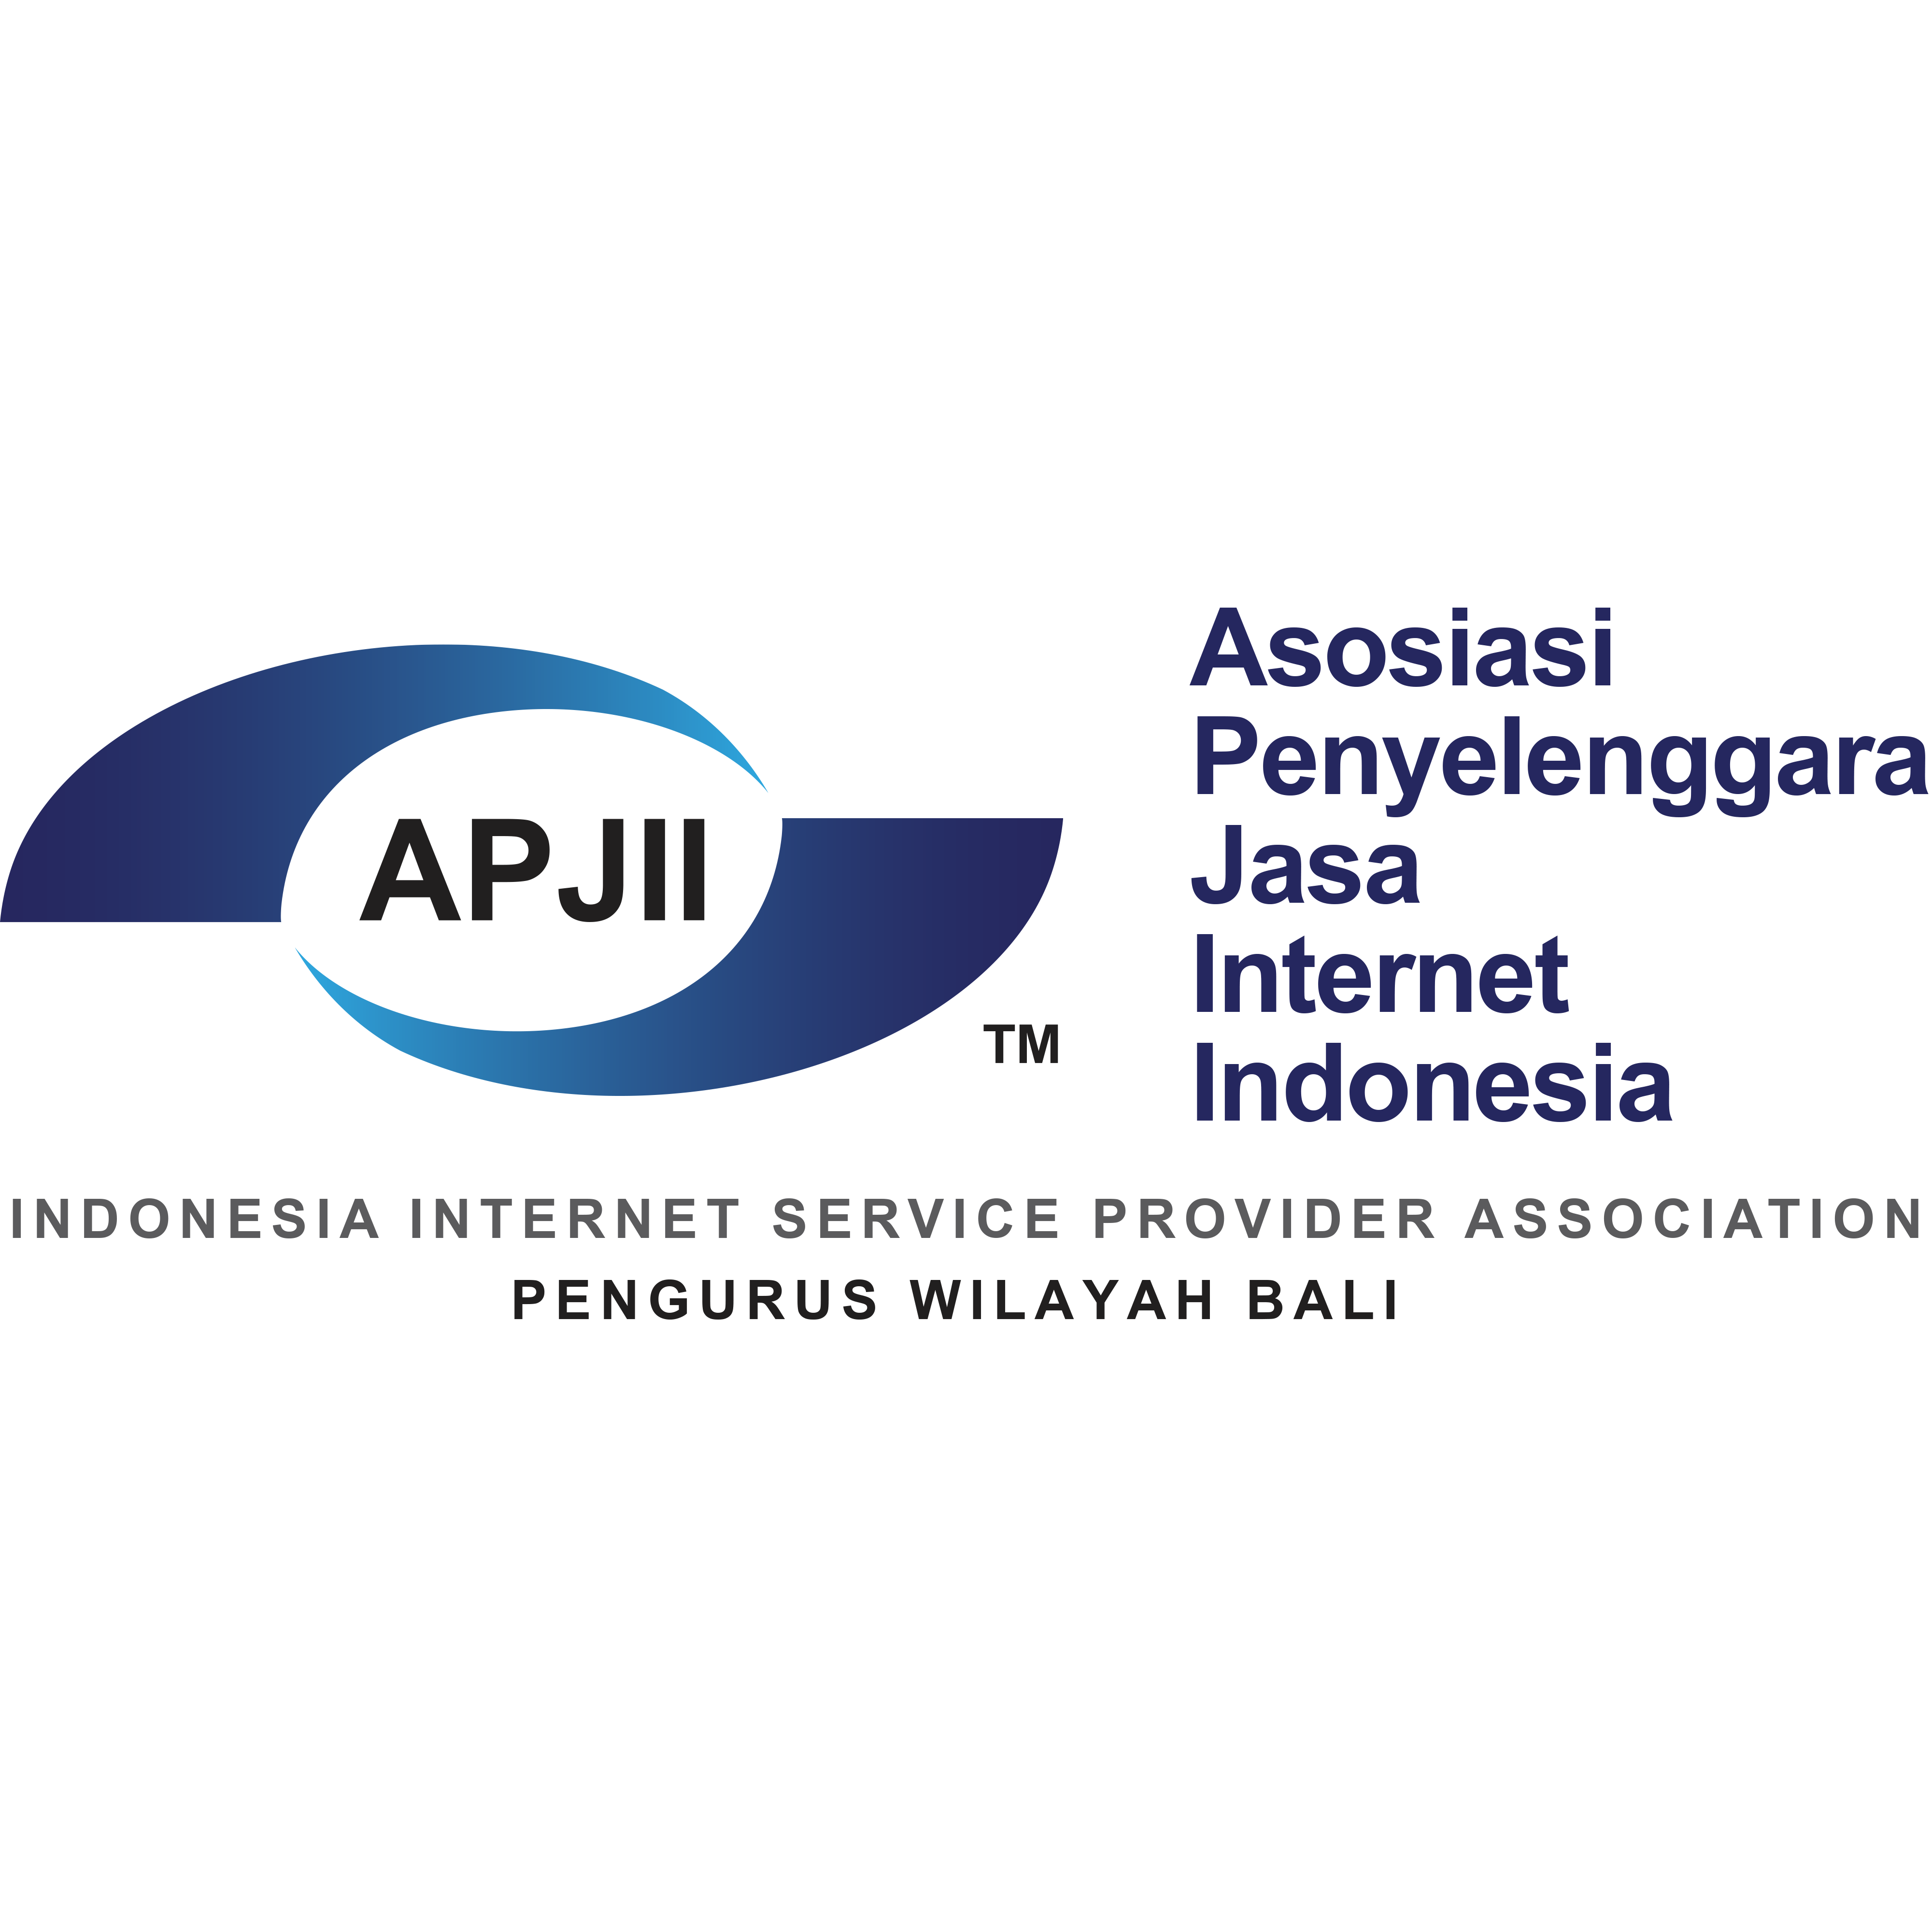 APJII
TM
Asosiasi
Penyelenggara
Jasa
Internet
Indonesia
INDONESIA INTERNET SERVICE PROVIDER ASSOCIATION
PENGURUS WILAYAH BALI